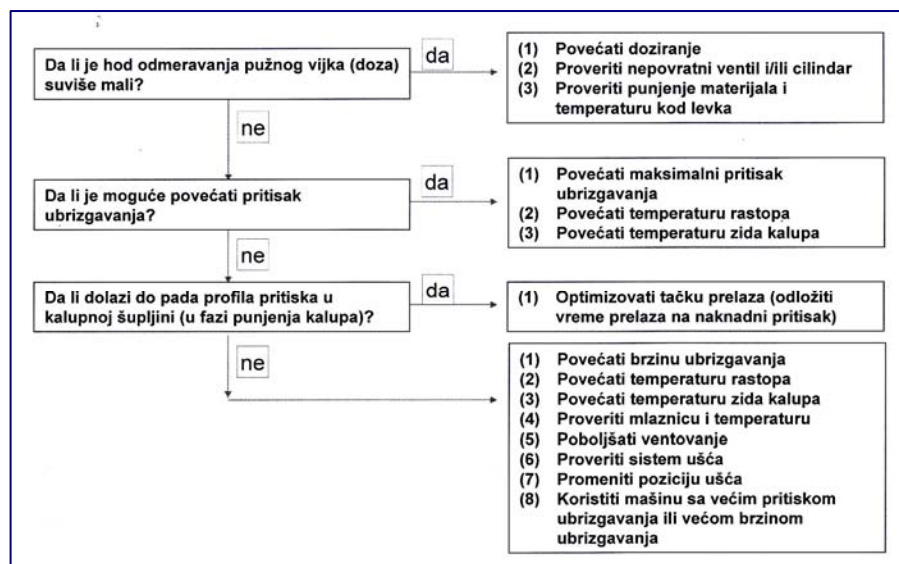 Da li je hod odmeravanja pužnog vijka (doza)
suviše mali?
da
(1) Povećati doziranje
(2) Proveriti nepovratni ventil i/ili cilindar
(3) Proveriti punjenje materijala i
temperaturu kod levka
ne
Da li je moguće povećati pritisak
ubrizgavanja?
da
(1) Povećati maksimalni pritisak
ubrizgavanja
(2) Povećati temperaturu rastopa
(3) Povećati temperaturu zida kalupa
ne
Da li dolazi do pada profila pritiska u
kalupnoj šupljini (u fazi punjenja kalupa)?
da
(1) Optimizovati tačku prelaza (odložiti
vreme prelaza na naknadni pritisak)
ne
(1) Povećati brzinu ubrizgavanja
(2) Povećati temperaturu rastopa
(3) Povećati temperaturu zida kalupa
(4) Proveriti mlaznicu i temperaturu
(5) Poboljšati ventovanje
(6) Proveriti sistem ušća
(7) Promeniti poziciju ušća
(8) Koristiti mašinu sa većim pritiskom
ubrizgavanja ili većom brzinom
ubrizgavanja